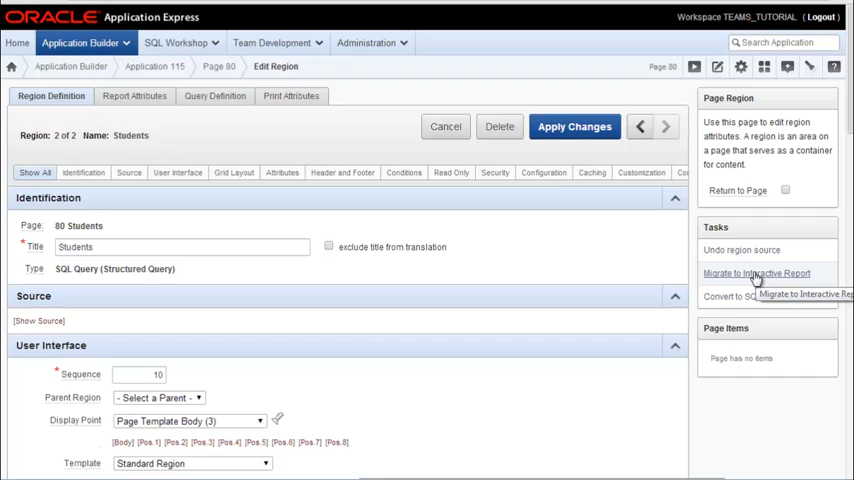 ORACLE Application Express
Workspace TEAMS_TUTORIAL ( Logout )
Home Application Builder SQL Workshop Team Development Administration Search Application
Application Builder Application 115 Page 80 Edit Region Page 80
Region Definition Report Attributes Query Definition Print Attributes
Region: 2 of 2 Name: Students
Cancel Delete Apply Changes
Show All Identification Source User Interface Grid Layout Attributes Header and Footer Conditions Read Only Security Configuration Caching Customization
Identification
Page: 80 Students
* Title Students exclude title from translation
Type SQL Query (Structured Query)
Source
[Show Source]
User Interface
* Sequence 10
Parent Region - Select a Parent -
Display Point Page Template Body (3)
[Body] [Pos.1] [Pos.2] [Pos.3] [Pos.4] [Pos.5] [Pos.6] [Pos.7] [Pos.8]
Template Standard Region
Page Region
Use this page to edit region
attributes. A region is an area on
a page that serves as a container
for content.
Return to Page
Tasks
Undo region source
Migrate to Interactive Report
Convert to
Migrate to Interactive Rep
Page Items
Page has no items